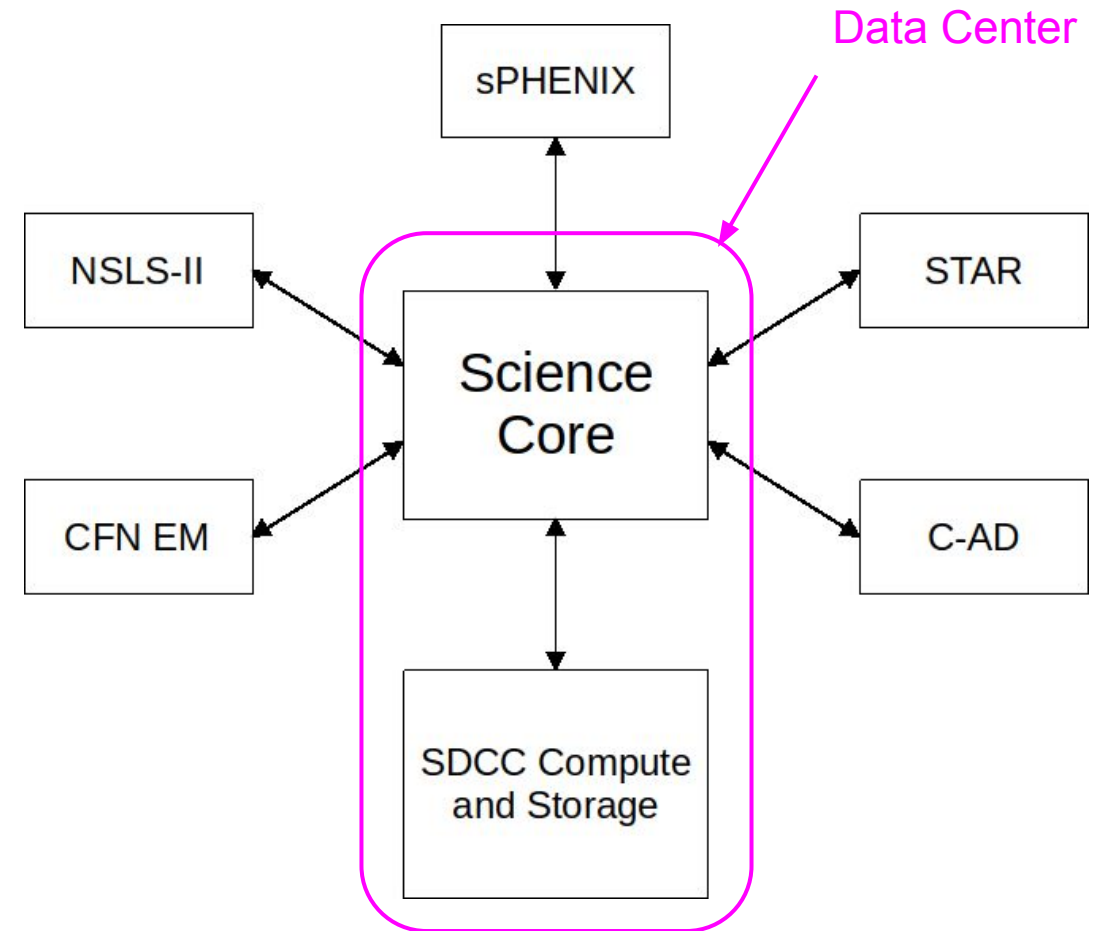 Data Center
sPHENIX
NSLS-II
STAR
Science
Core
CFN EM
C-AD
SDCC Compute
and Storage